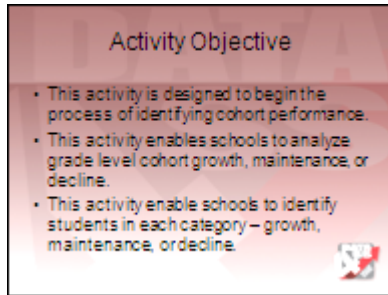 Activity Objective
• This activity is designed to begin the
process of identifying cohort performance.
• This activity enables schools to analyze
grade level cohort growth, maintenance, or
decline.
• This activity enable schools to identify
students in each category – growth,
maintenance, or decline.